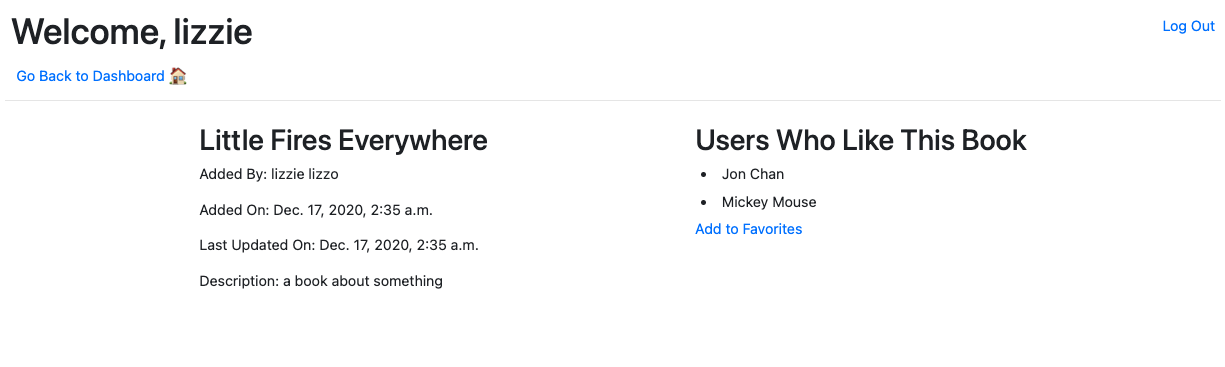 Welcome, lizzie
Log Out
Go Back to Dashboard 🏠
Little Fires Everywhere
Added By: lizzie lizzo
Added On: Dec. 17, 2020, 2:35 a.m.
Last Updated On: Dec. 17, 2020, 2:35 a.m.
Description: a book about something
Users Who Like This Book
Jon Chan
Mickey Mouse
Add to Favorites